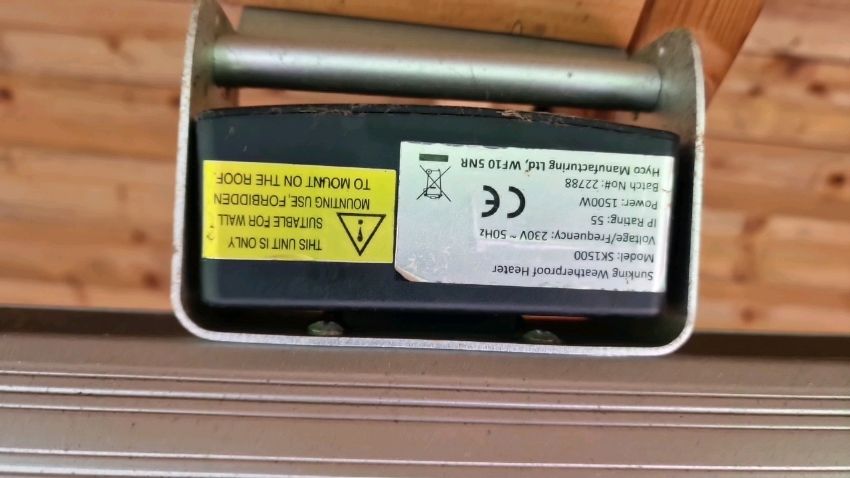 Sunking Weatherproof Heater
Model: SK1500
Voltage/Frequency: 230V ~ 50Hz
IP Rating: 55
Power: 1500W
Batch No#: 22788
Hyco Manufacturing Ltd, WF10 5NR
CE
THIS UNIT IS ONLY
SUITABLE FOR WALL
MOUNTING USE, FORBIDDEN
TO MOUNT ON THE ROOF.